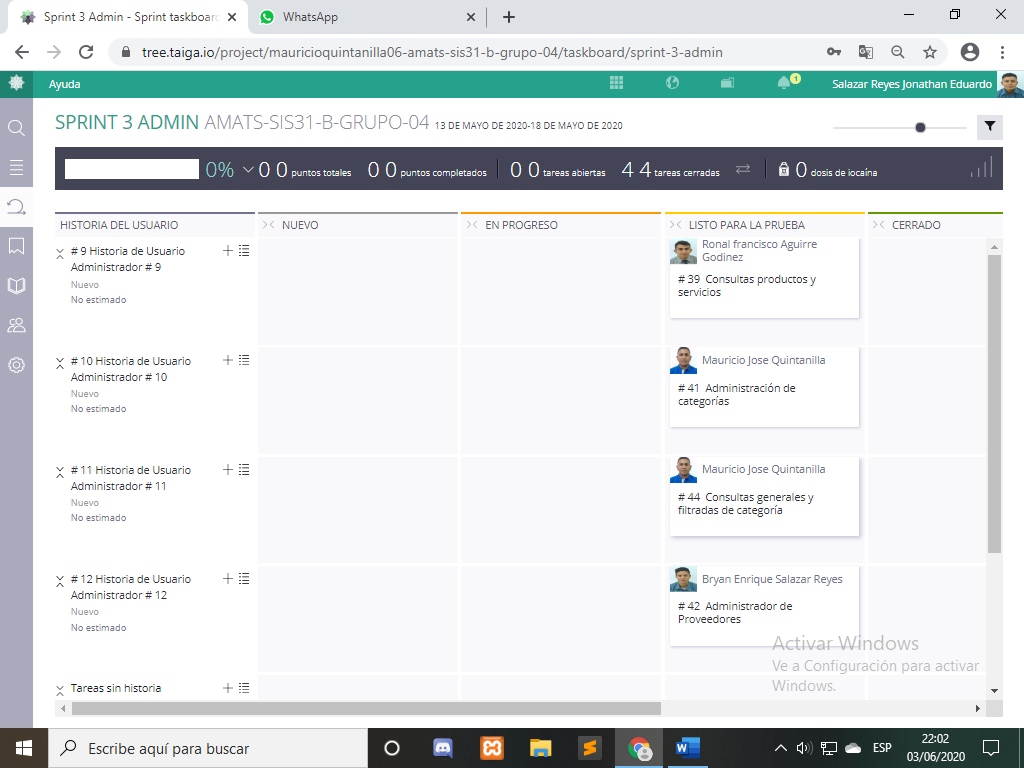 Sprint 3 Admin - Sprint taskboard
WhatsApp
tree.taiga.io/project/mauricioquintanilla06-amats-sis31-b-grupo-04/taskboard/sprint-3-admin
Ayuda
1
Salazar Reyes Jonathan Eduardo
SPRINT 3 ADMIN AMATS-SIS31-B-GRUPO-04 13 DE MAYO DE 2020-18 DE MAYO DE 2020
0% 0 0 puntos totales 0 0 puntos completados 0 0 tareas abiertas 4 4 tareas cerradas 0 dosis de iocaína
HISTORIA DEL USUARIO NUEVO EN PROGRESO LISTO PARA LA PRUEBA CERRADO
# 9 Historia de Usuario
Administrador # 9
Nuevo
No estimado
Ronal francisco Aguirre
Godinez
# 39 Consultas productos y
servicios
# 10 Historia de Usuario
Administrador # 10
Nuevo
No estimado
Mauricio Jose Quintanilla
# 41 Administración de
categorías
# 11 Historia de Usuario
Administrador # 11
Nuevo
No estimado
Mauricio Jose Quintanilla
# 44 Consultas generales y
filtradas de categoría
# 12 Historia de Usuario
Administrador # 12
Nuevo
No estimado
Bryan Enrique Salazar Reyes
# 42 Administrador de
Proveedores
Tareas sin historia
Activar Windows
Ve a Configuración para activar
Windows.
Escribe aquí para buscar
ESP
22:02
03/06/2020